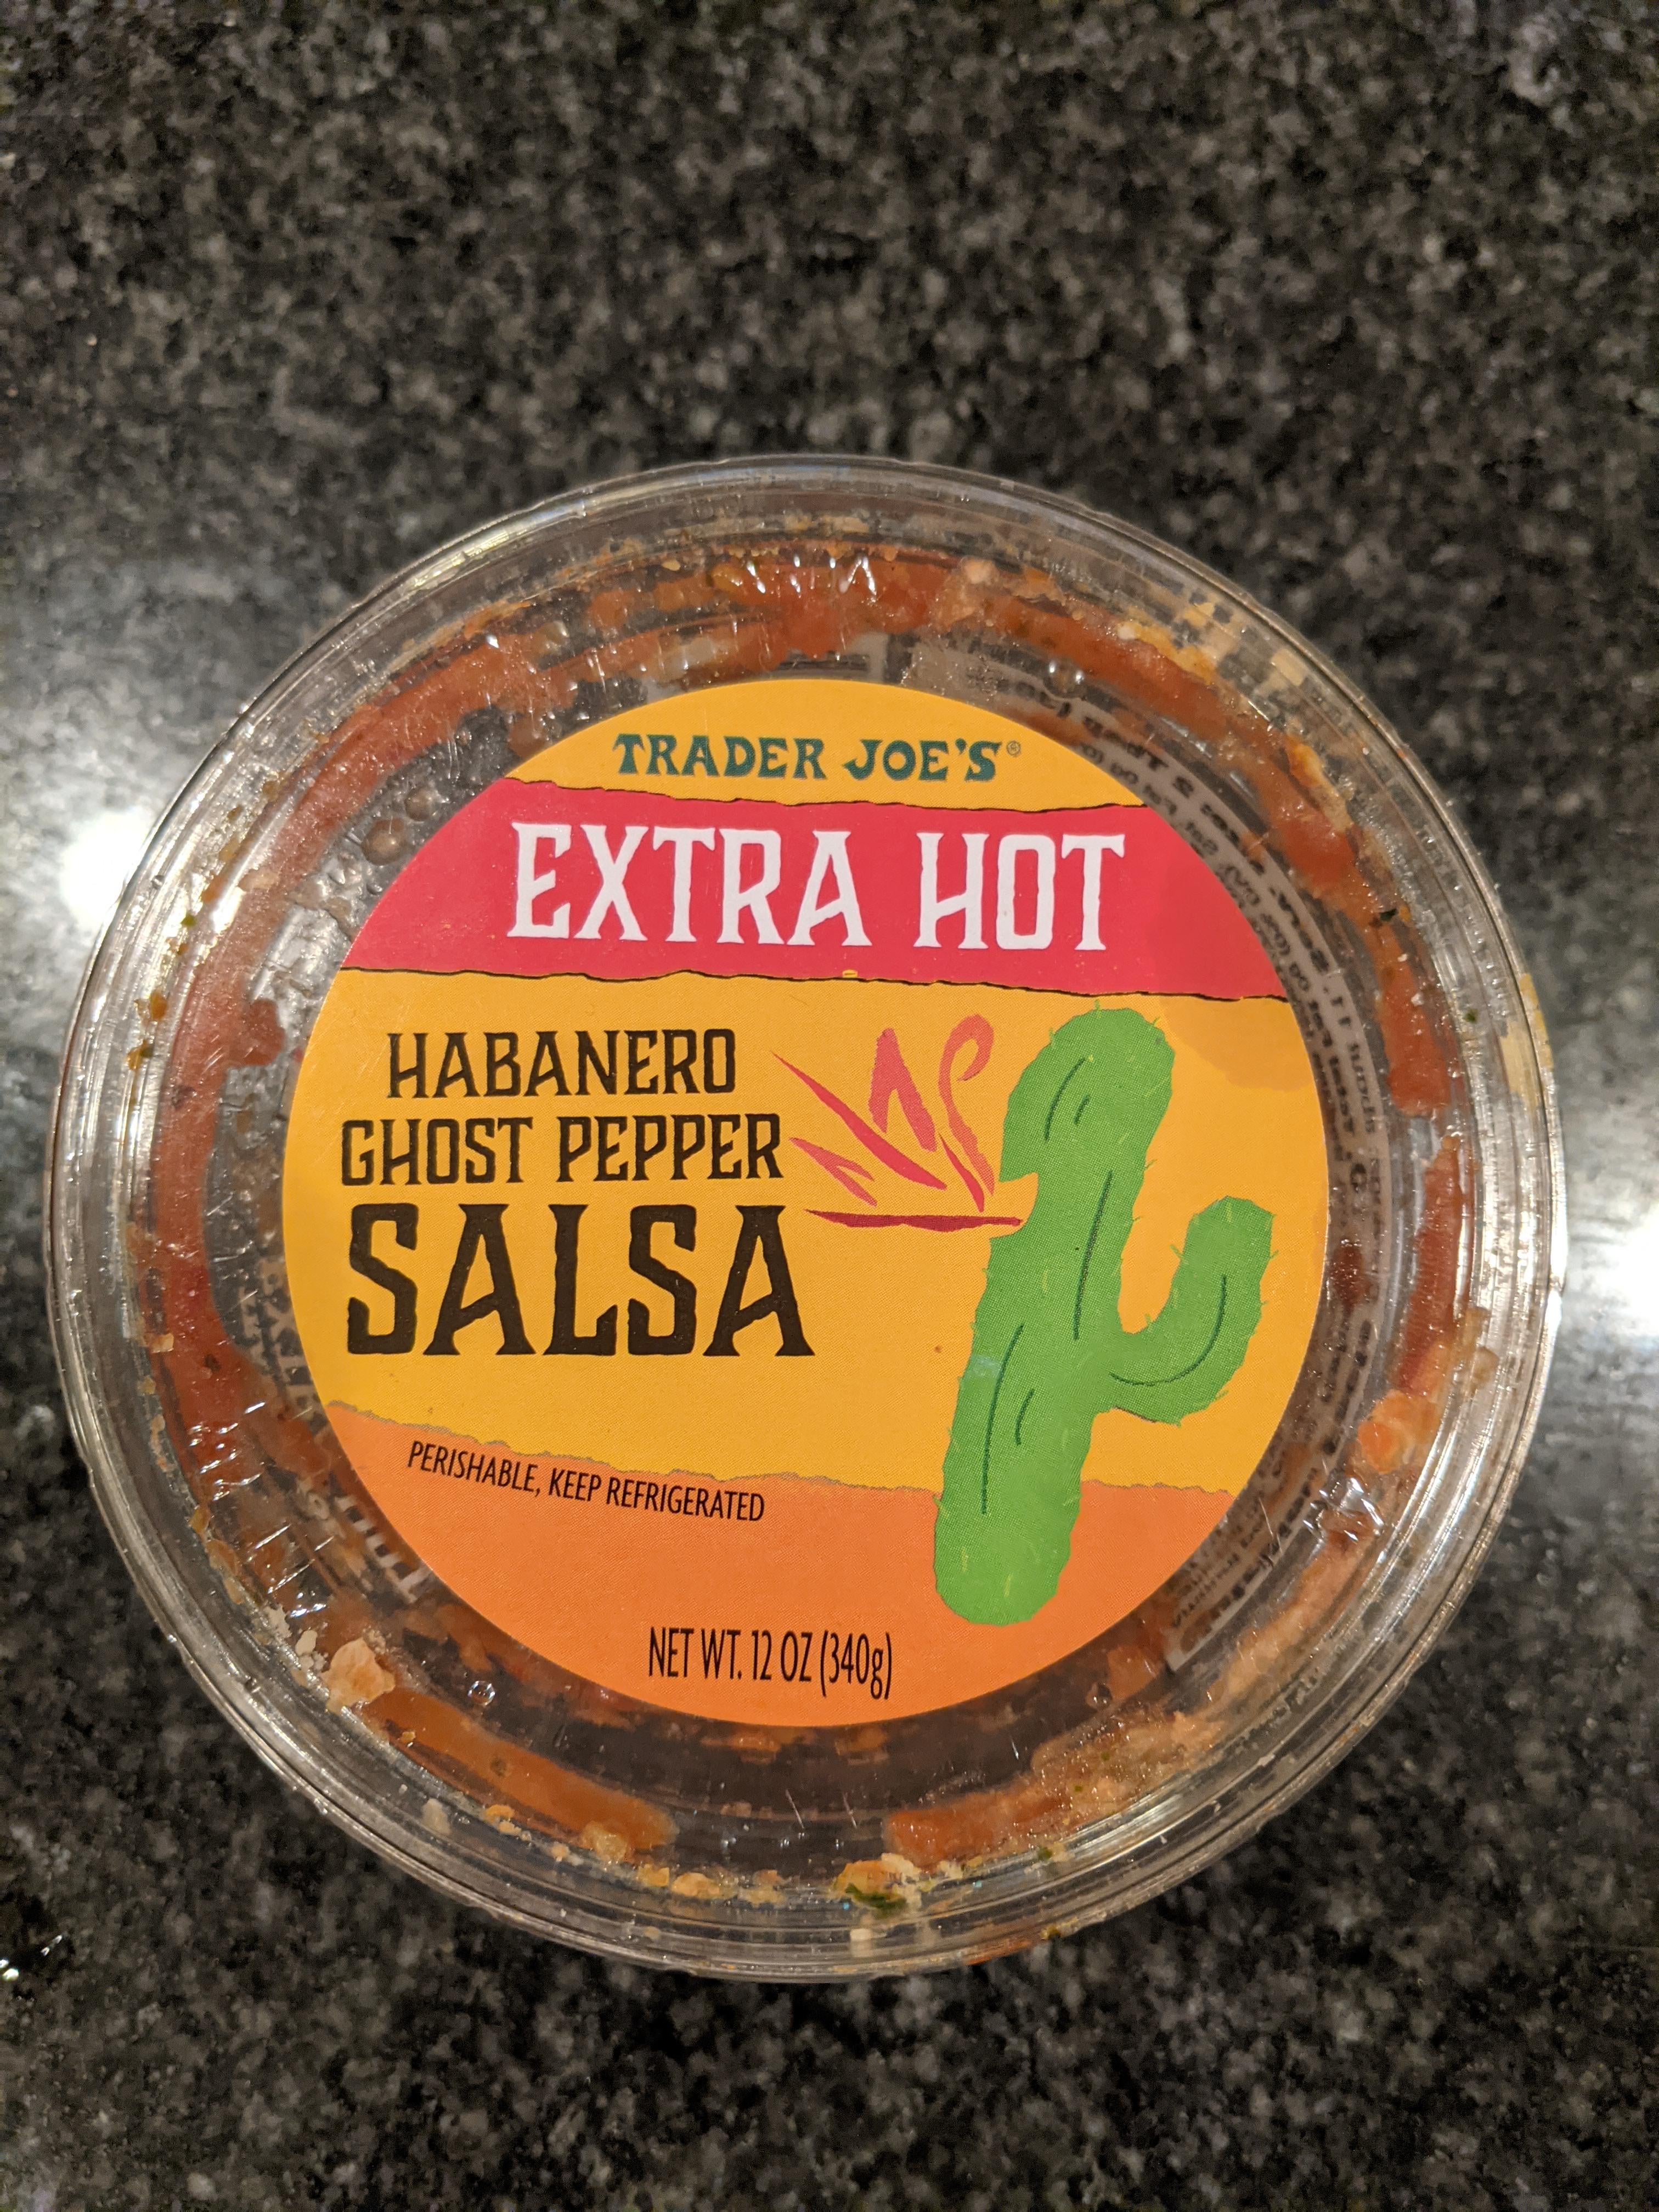 TRADER JOE'S®
EXTRA HOT
HABANERO
GHOST PEPPER
SALSA
PERISHABLE, KEEP REFRIGERATED
NET WT. 12 OZ (340g)